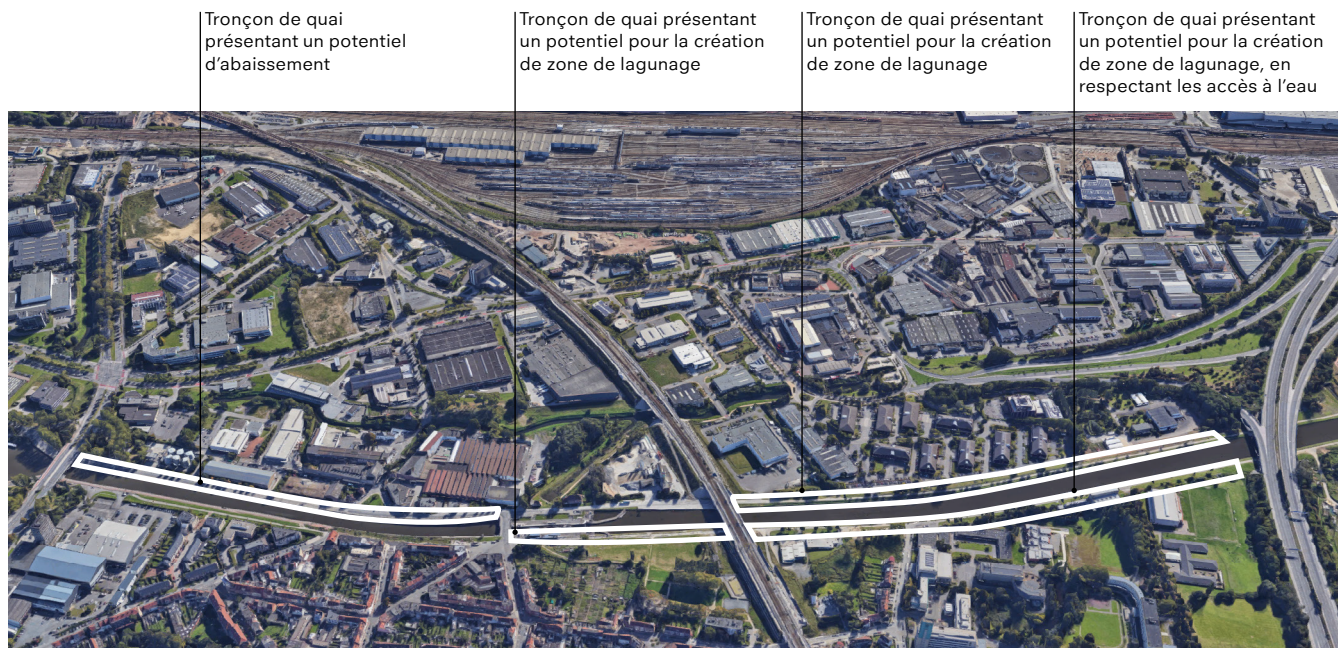 Tronçon de quai
présentant un potentiel
d’abaissement
Tronçon de quai présentant
un potentiel pour la création
de zone de lagunage
Tronçon de quai présentant
un potentiel pour la création
de zone de lagunage
Tronçon de quai présentant
un potentiel pour la création
de zone de lagunage, en
respectant les accès à l’eau